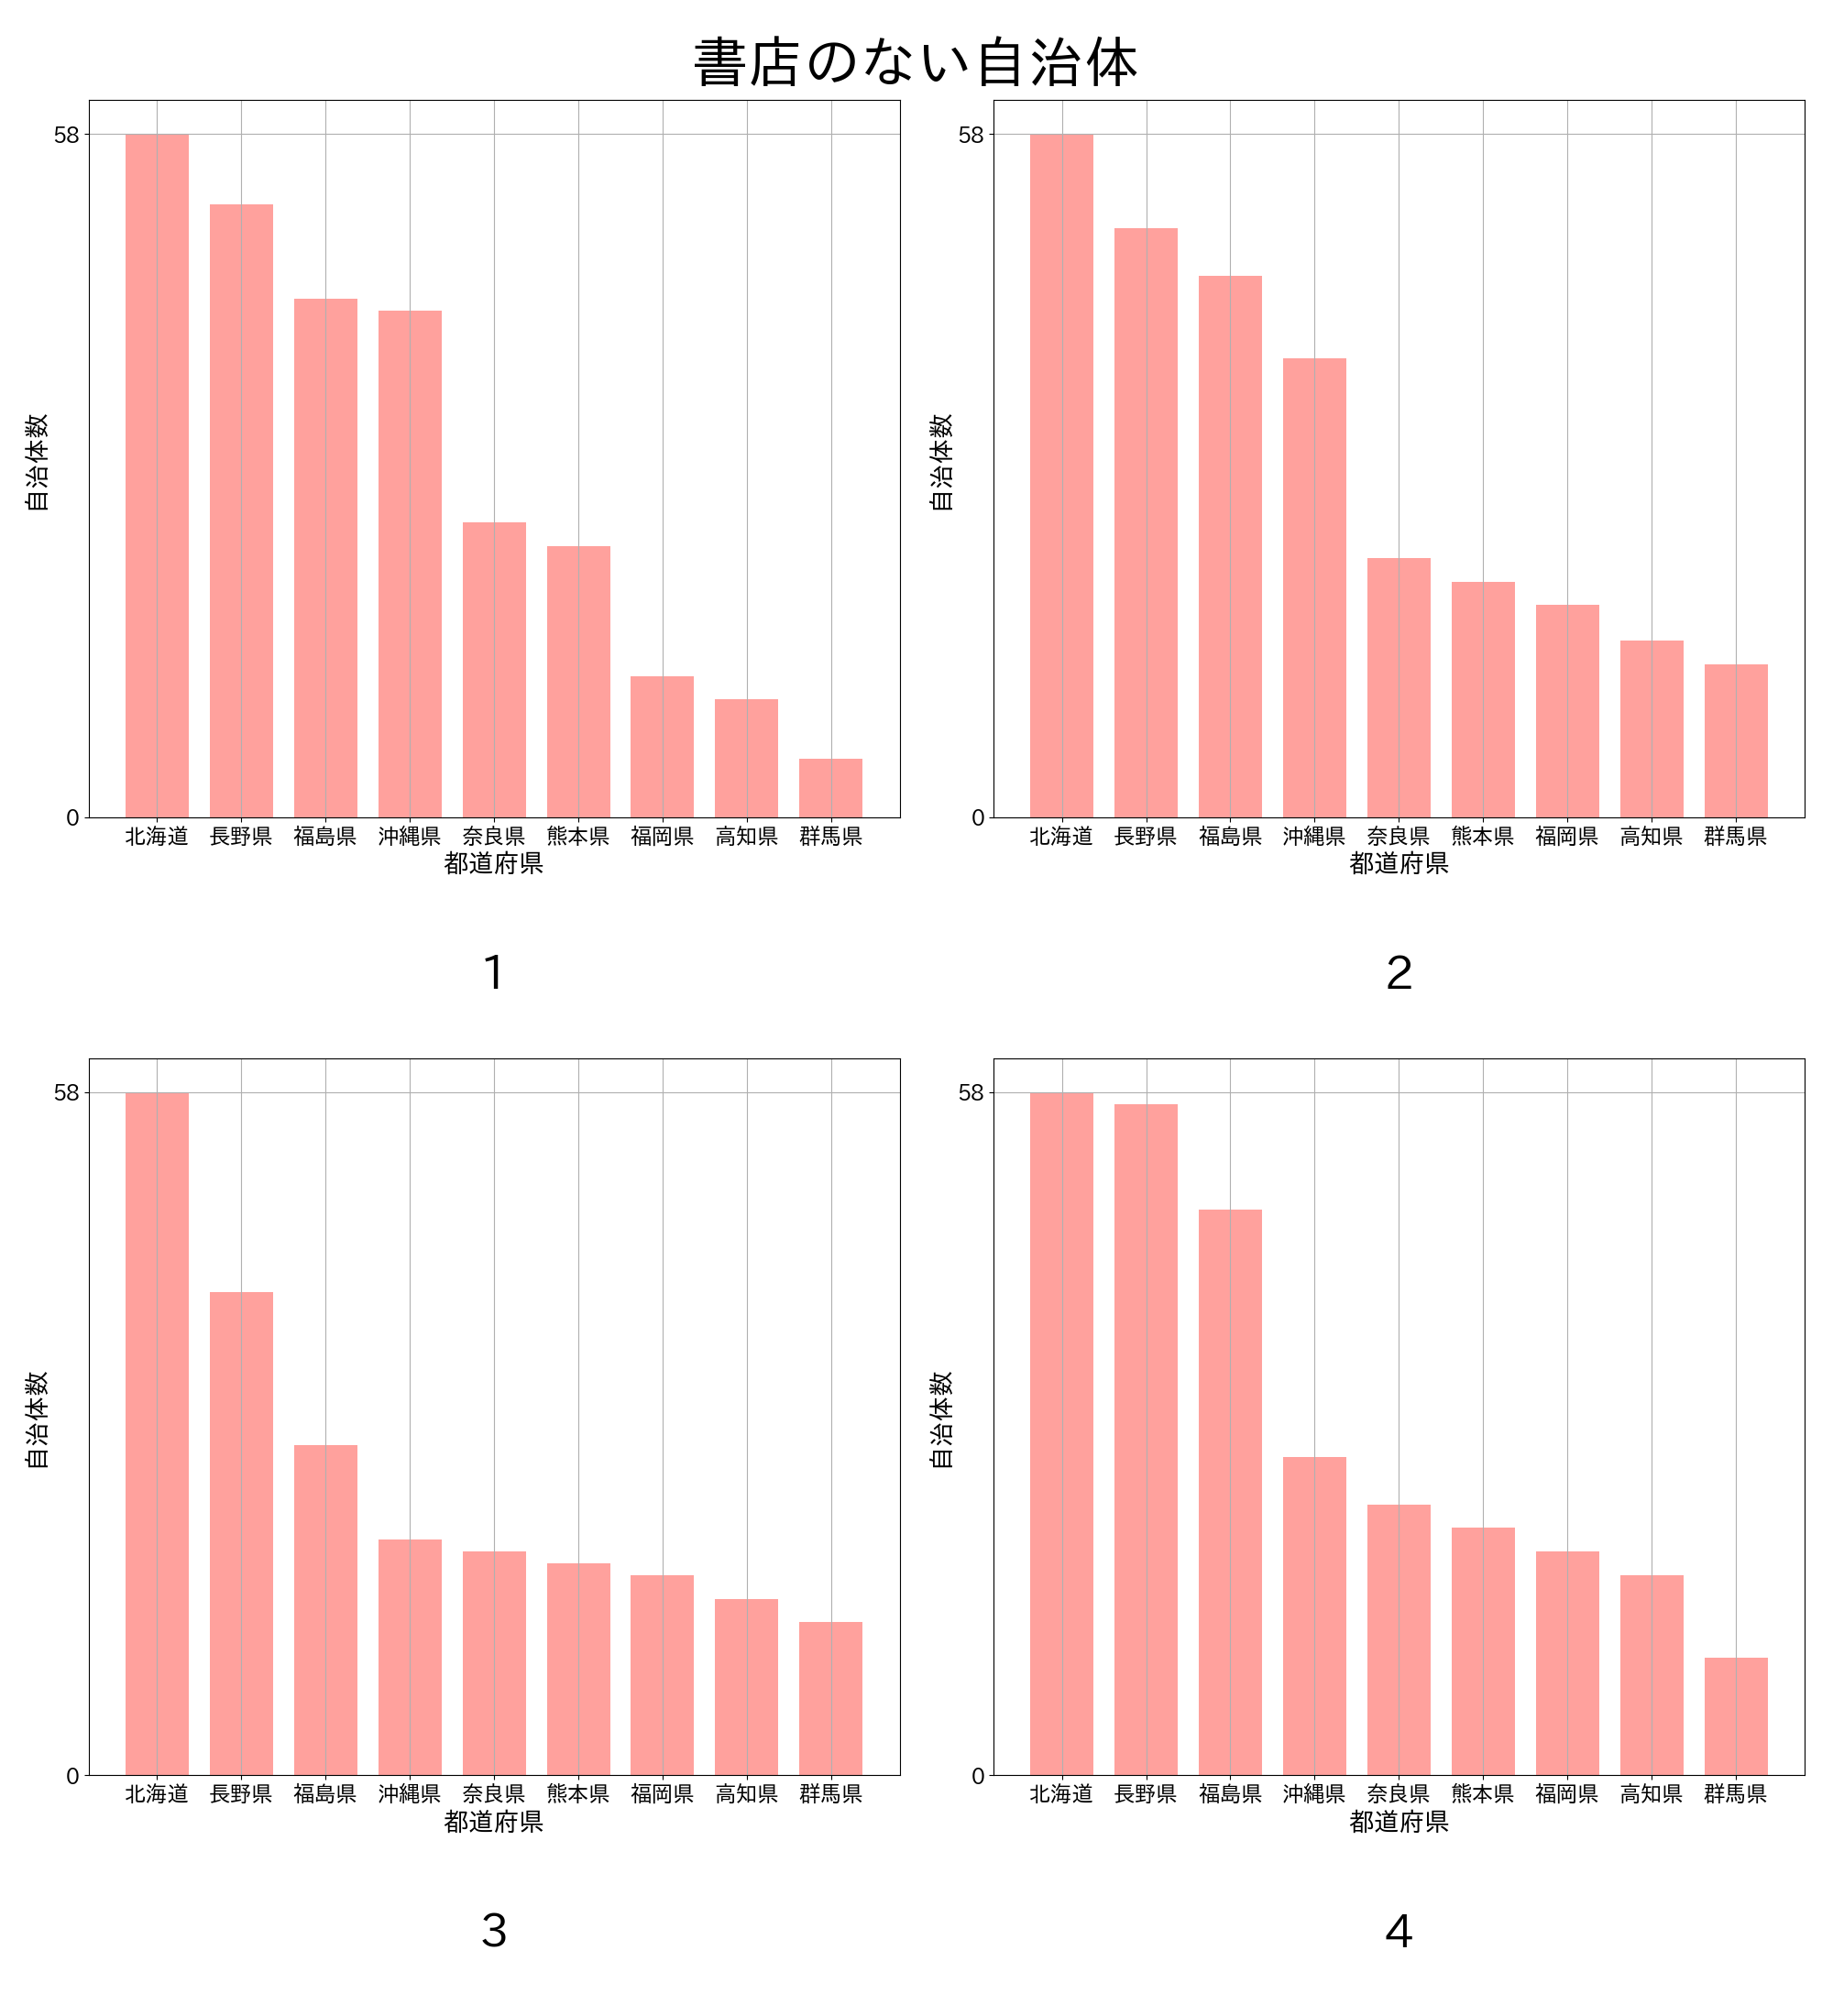 書店のない自治体
58
0
自治体数
北海道 長野県 福島県 沖縄県 奈良県 熊本県 福岡県 高知県 群馬県
都道府県
1
58
0
自治体数
北海道 長野県 福島県 沖縄県 奈良県 熊本県 福岡県 高知県 群馬県
都道府県
2
58
0
自治体数
北海道 長野県 福島県 沖縄県 奈良県 熊本県 福岡県 高知県 群馬県
都道府県
3
58
0
自治体数
北海道 長野県 福島県 沖縄県 奈良県 熊本県 福岡県 高知県 群馬県
都道府県
4